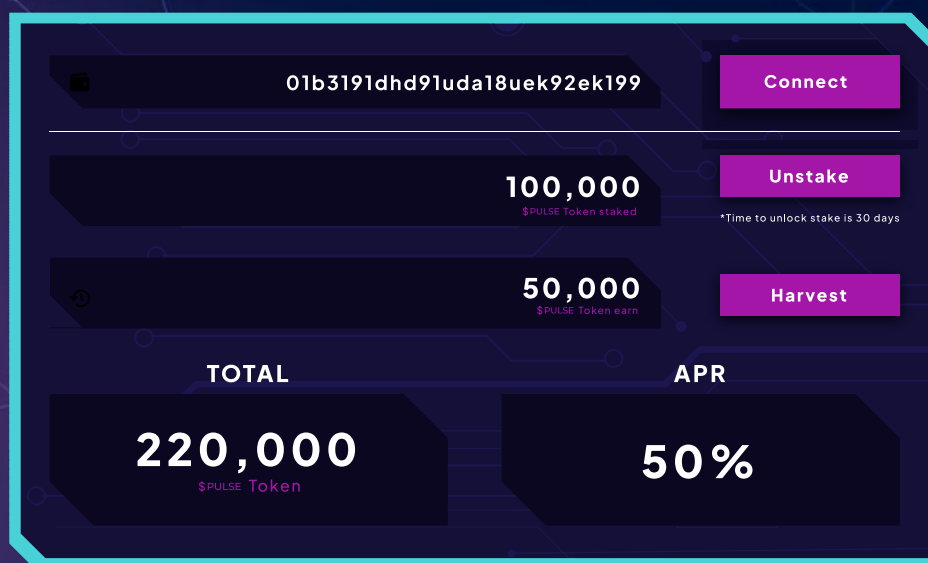 01b3191dhd91uda18uek92ek199
Connect
100,000
$PULSE Token staked
Unstake
*Time to unlock stake is 30 days
50,000
$PULSE Token earn
Harvest
TOTAL
APR
220,000
$PULSE Token
50%